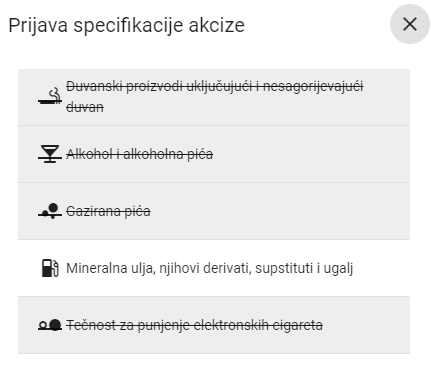 Prijava specifikacije akcize
Duvanski proizvodi uključujući i nesagorijevajući
duvan
Alkohol i alkoholna pića
Gazirana pića
Mineralna ulja, njihovi derivati, supstituti i ugalj
Tečnost za punjenje elektronskih cigareta